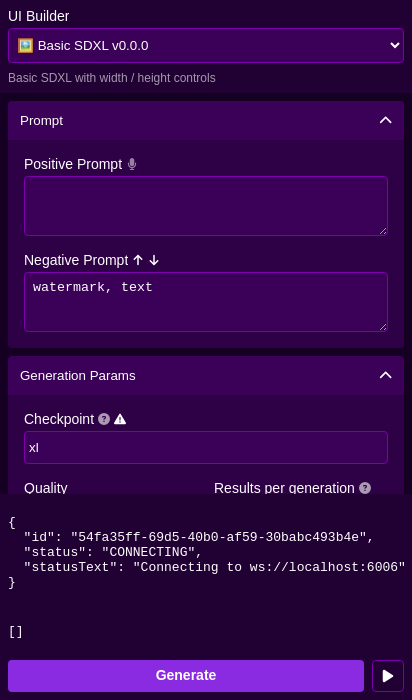 UI Builder
🖼️ Basic SDXL v0.0.0
Basic SDXL with width / height controls
Prompt
Positive Prompt
Negative Prompt
watermark, text
Generation Params
Checkpoint
xl
Quality Results per generation
{
"id": "54fa35ff-69d5-40b0-af59-30babc493b4e",
"status": "CONNECTING",
"statusText": "Connecting to ws://localhost:6006"
}
[]
Generate